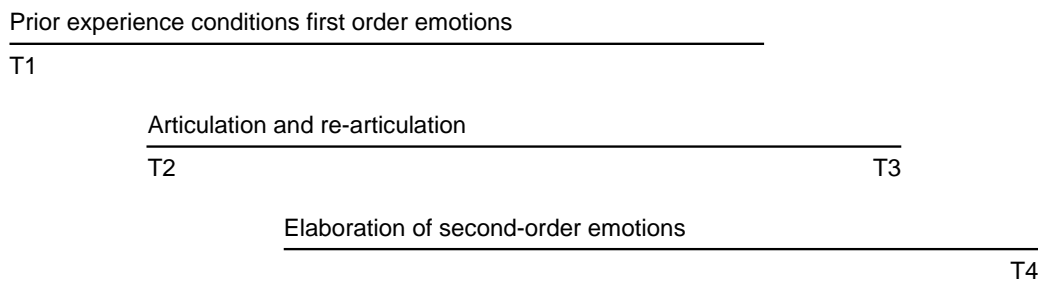 Prior experience conditions first order emotions
T1
Articulation and re-articulation
T2 T3
Elaboration of second-order emotions
T4